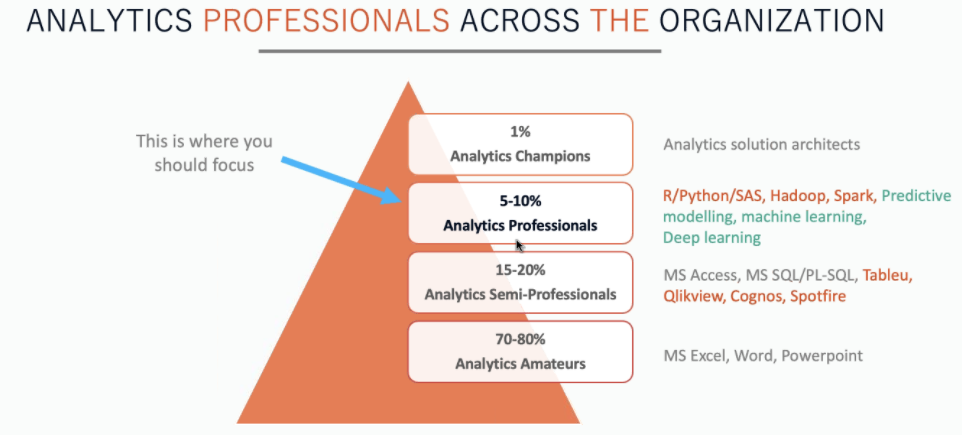 ANALYTICS PROFESSIONALS ACROSS THE ORGANIZATION
This is where you
should focus
1%
Analytics Champions
Analytics solution architects
5-10%
Analytics Professionals
R/Python/SAS, Hadoop, Spark, Predictive
modelling, machine learning,
Deep learning
15-20%
Analytics Semi-Professionals
MS Access, MS SQL/PL-SQL, Tableu,
Qlikview, Cognos, Spotfire
70-80%
Analytics Amateurs
MS Excel, Word, Powerpoint